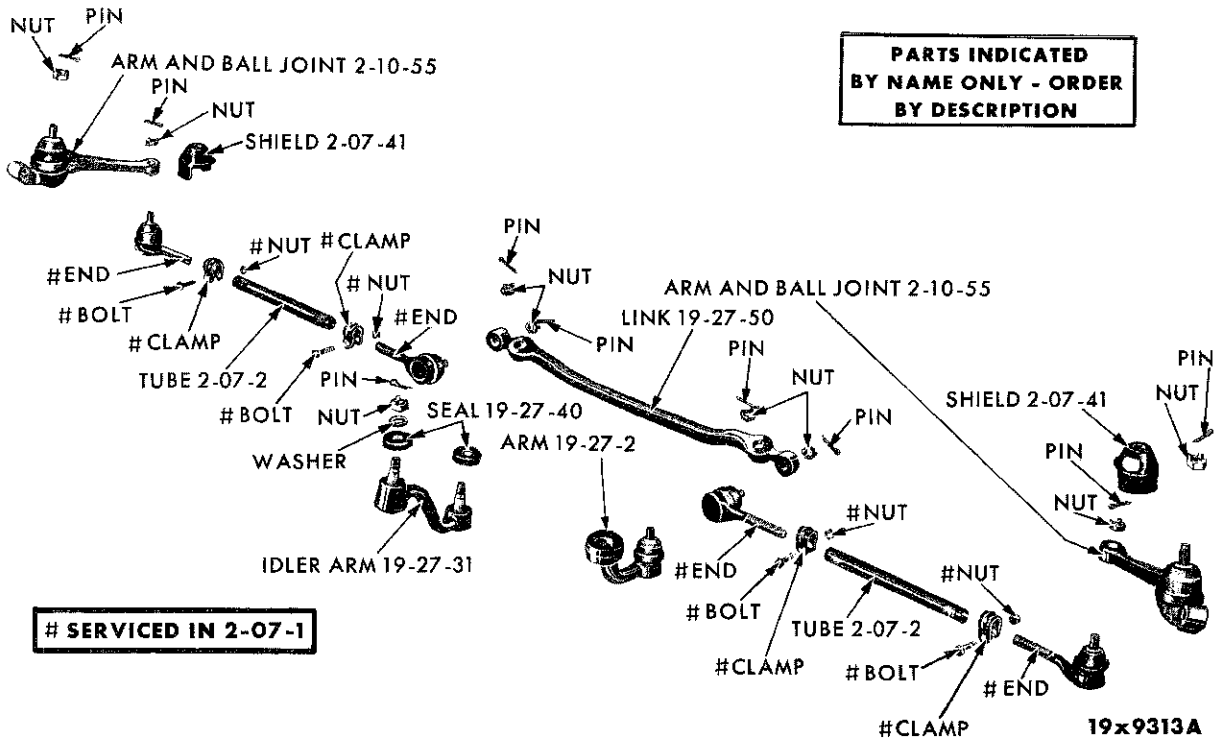 PIN
NUT
ARM AND BALL JOINT 2-10-55
PIN
NUT
SHIELD 2-07-41
PARTS INDICATED
BY NAME ONLY - ORDER
BY DESCRIPTION
#END
#BOLT
#CLAMP
TUBE 2-07-2
#NUT
#CLAMP
#NUT
#END
#BOLT
PIN
NUT
WASHER
SEAL 19-27-40
IDLER ARM 19-27-31
PIN
NUT
PIN
LINK 19-27-50
ARM AND BALL JOINT 2-10-55
PIN
NUT
PIN
ARM 19-27-2
SHIELD 2-07-41
PIN
NUT
PIN
NUT
#END
#BOLT
#CLAMP
#NUT
TUBE 2-07-2
#NUT
#BOLT
#CLAMP
#END
# SERVICED IN 2-07-1
19x9313A